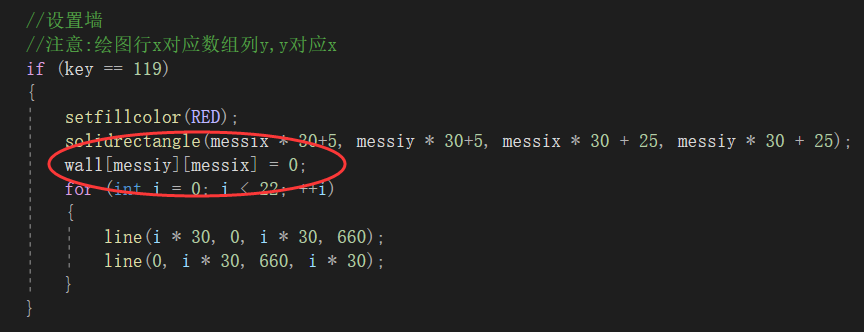 //设置墙
//注意:绘图行x对应数组列y,y对应x
if (key == 119)
{
setfillcolor(RED);
solidrectangle(messix * 30+5, messiy * 30+5, messix * 30 + 25, messiy * 30 + 25);
wall[messiy][messix] = 0;
for (int i = 0; i < 22; ++i)
{
line(i * 30, 0, i * 30, 660);
line(0, i * 30, 660, i * 30);
}
}